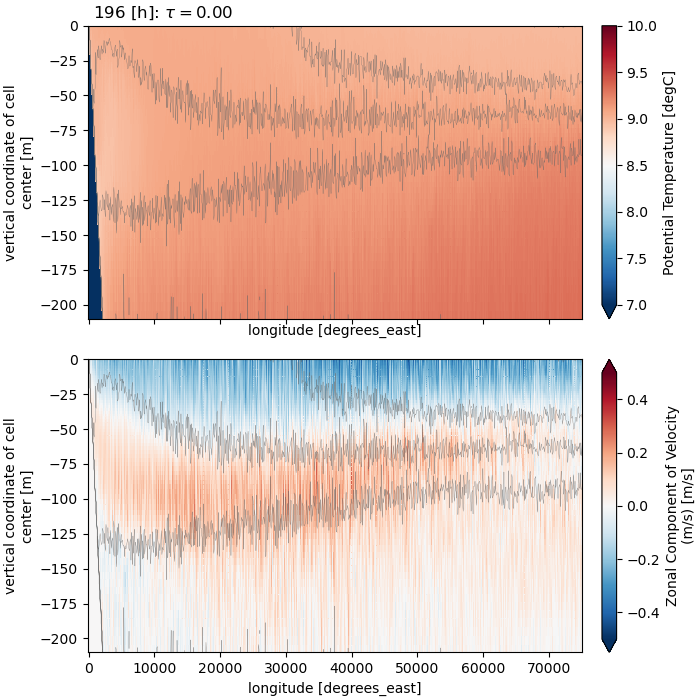 196 [h]: τ = 0.00
0
−25
−50
−75
−100
−125
−150
−175
−200
vertical coordinate of cell
center [m]
longitude [degrees_east]
10.0
9.5
9.0
8.5
8.0
7.5
7.0
Potential Temperature [degC]
0
−25
−50
−75
−100
−125
−150
−175
−200
vertical coordinate of cell
center [m]
0 10000 20000 30000 40000 50000 60000 70000
longitude [degrees_east]
0.4
0.2
0.0
−0.2
−0.4
Zonal Component of Velocity
(m/s) [m/s]